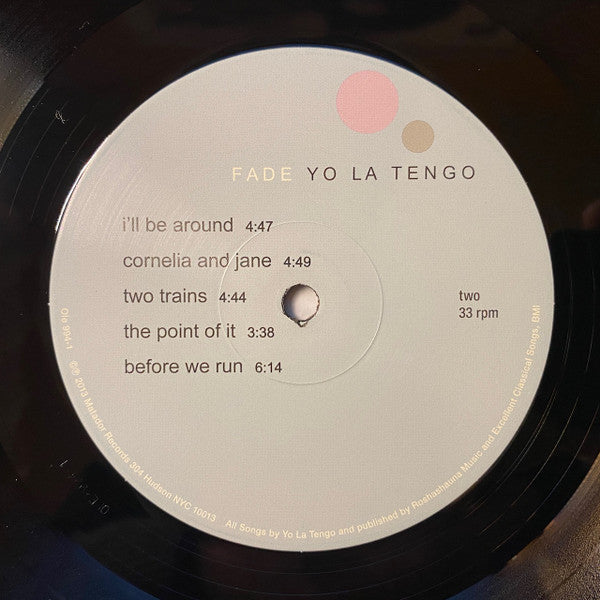 FADE YO LA TENGO
i'll be around 4:47
cornelia and jane 4:49
two trains 4:44
the point of it 3:38
before we run 6:14
two
33 rpm
Ole 994-1 ℗© 2013 Matador Records 304 Hudson NYC 10013 All Songs by Yo La Tengo and published by Roshashauna Music and Excellent Classical Songs, BMI